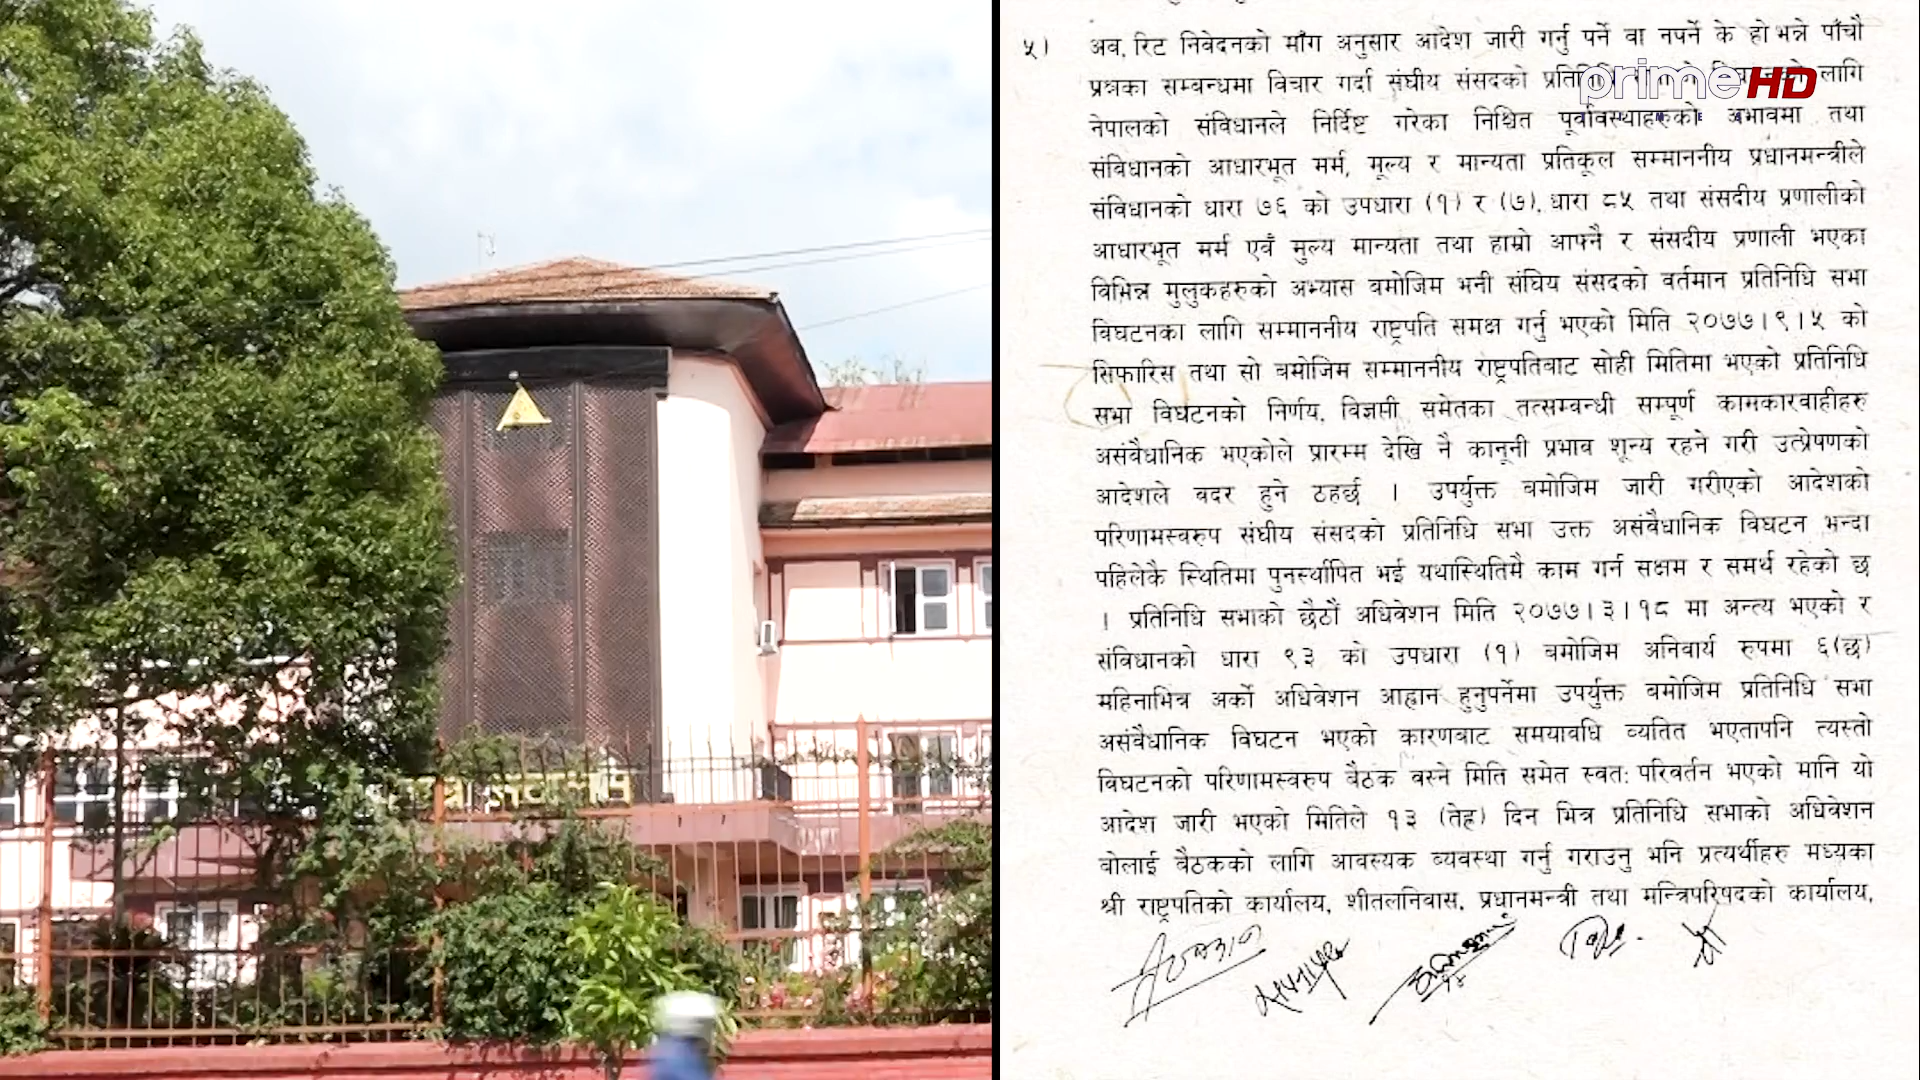 ५। अब, रिट निवेदनको माँग अनुसार आदेश जारी गर्नु पर्ने वा नपर्ने के हो भन्ने पाँचौ
प्रश्नका सम्बन्धमा विचार गर्दा संघीय संसदको लागि
prime HD
नेपालको संविधानले निर्दिष्ट गरेका निश्चित पूर्वावस्थाहरुको अभावमा तथा
संविधानको आधारभूत मर्म, मूल्य र मान्यता प्रतिकूल सम्माननीय प्रधानमन्त्रीले
संविधानको धारा ७६ को उपधारा (१) र (७), धारा ८५ तथा संसदीय प्रणालीको
आधारभूत मर्म एवँ मुल्य मान्यता तथा हाम्रो आफ्नै र संसदीय प्रणाली भएका
विभिन्न मुलुकहरुको अभ्यास बमोजिम भनी संघिय संसदको वर्तमान प्रतिनिधि सभा
विघटनका लागि सम्माननीय राष्ट्रपति समक्ष गर्नु भएको मिति २०७७।९।५ को
सिफारिस तथा सो बमोजिम सम्माननीय राष्ट्रपतिबाट सोही मितिमा भएको प्रतिनिधि
सभा विघटनको निर्णय, विज्ञप्ती समेतका तत्सम्बन्धी सम्पूर्ण कामकारवाहीहरु
असंवैधानिक भएकोले प्रारम्भ देखि नै कानूनी प्रभाव शून्य रहने गरी उत्प्रेषणको
आदेशले बदर हुने ठहर्छ । उपर्युक्त बमोजिम जारी गरीएको आदेशको
परिणामस्वरुप संघीय संसदको प्रतिनिधि सभा उक्त असंवैधानिक विघटन भन्दा
पहिलेकै स्थितिमा पुनर्स्थापित भई यथास्थितिमै काम गर्न सक्षम र समर्थ रहेको छ
। प्रतिनिधि सभाको छैठौं अधिवेशन मिति २०७७।३।१८ मा अन्त्य भएको र
संविधानको धारा ९३ को उपधारा (१) बमोजिम अनिवार्य रुपमा ६(छ)
महिनाभित्र अर्को अधिवेशन आह्वान हुनुपर्नेमा उपर्युक्त बमोजिम प्रतिनिधि सभा
असंवैधानिक विघटन भएको कारणबाट समयावधि व्यतित भएतापनि त्यस्तो
विघटनको परिणामस्वरुप बैठक बस्ने मिति समेत स्वत: परिवर्तन भएको मानि यो
आदेश जारी भएको मितिले १३ (तेह्र) दिन भित्र प्रतिनिधि सभाको अधिवेशन
बोलाई बैठकको लागि आवस्यक व्यवस्था गर्नु गराउनु भनि प्रत्यर्थीहरु मध्यका
श्री राष्ट्रपतिको कार्यालय, शीतलनिवास, प्रधानमन्त्री तथा मन्त्रिपरिषदको कार्यालय,